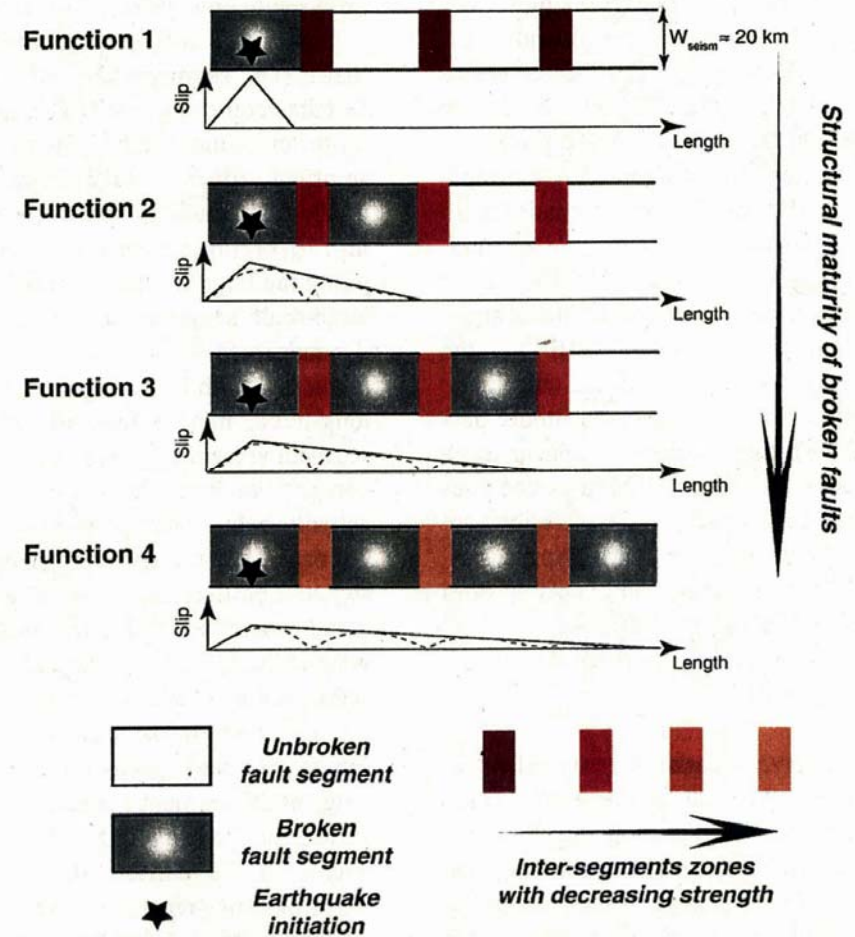 Function 1
W seism ≈ 20 km
Slip
Length
Function 2
Slip
Length
Function 3
Slip
Length
Function 4
Slip
Length
Structural maturity of broken faults
Unbroken
fault segment
Broken
fault segment
Earthquake
initiation
Inter-segments zones
with decreasing strength